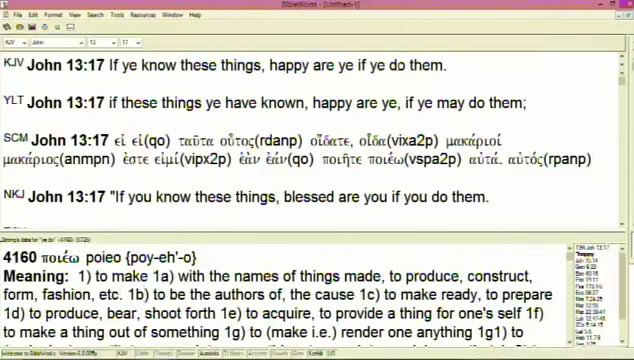 BibleWorks - [Untitled-1]
File Edit Format View Search Tools Resources Window Help
KJV John 13 17
KJV John 13:17 If ye know these things, happy are ye if ye do them.
YLT John 13:17 if these things ye have known, happy are ye, if ye may do them;
SCM John 13:17 εἰ εἰ(qo) ταῦτα οὗτος(rdanp) οἴδατε, οἶδα(vixa2p) μακάριοί
μακάριος(anmpn) ἐστε εἰμί(vipx2p) ἐὰν ἐάν(qo) ποιῆτε ποιέω(vspa2p) αὐτά. αὐτός(rpanp)
NKJ John 13:17 "If you know these things, blessed are you if you do them.
Strong's data for "ye do" (4160)
4160 ποιέω poieo {poy-eh'-o}
Meaning: 1) to make 1a) with the names of things made, to produce, construct,
form, fashion, etc. 1b) to be the authors of, the cause 1c) to make ready, to prepare
1d) to produce, bear, shoot forth 1e) to acquire, to provide a thing for one's self 1f)
to make a thing out of something 1g) to (make i.e.) render one anything 1g1) to